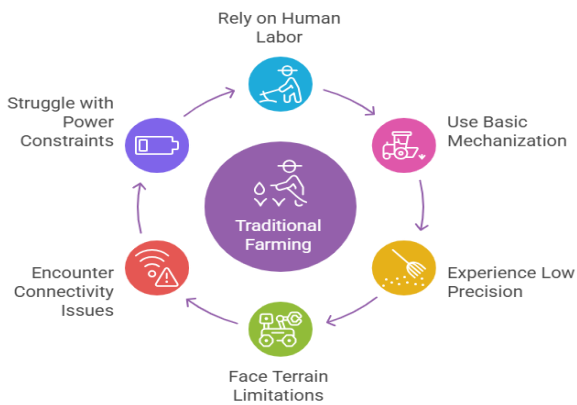 Rely on Human
Labor
Use Basic
Mechanization
Experience Low
Precision
Face Terrain
Limitations
Encounter
Connectivity
Issues
Struggle with
Power
Constraints
Traditional
Farming